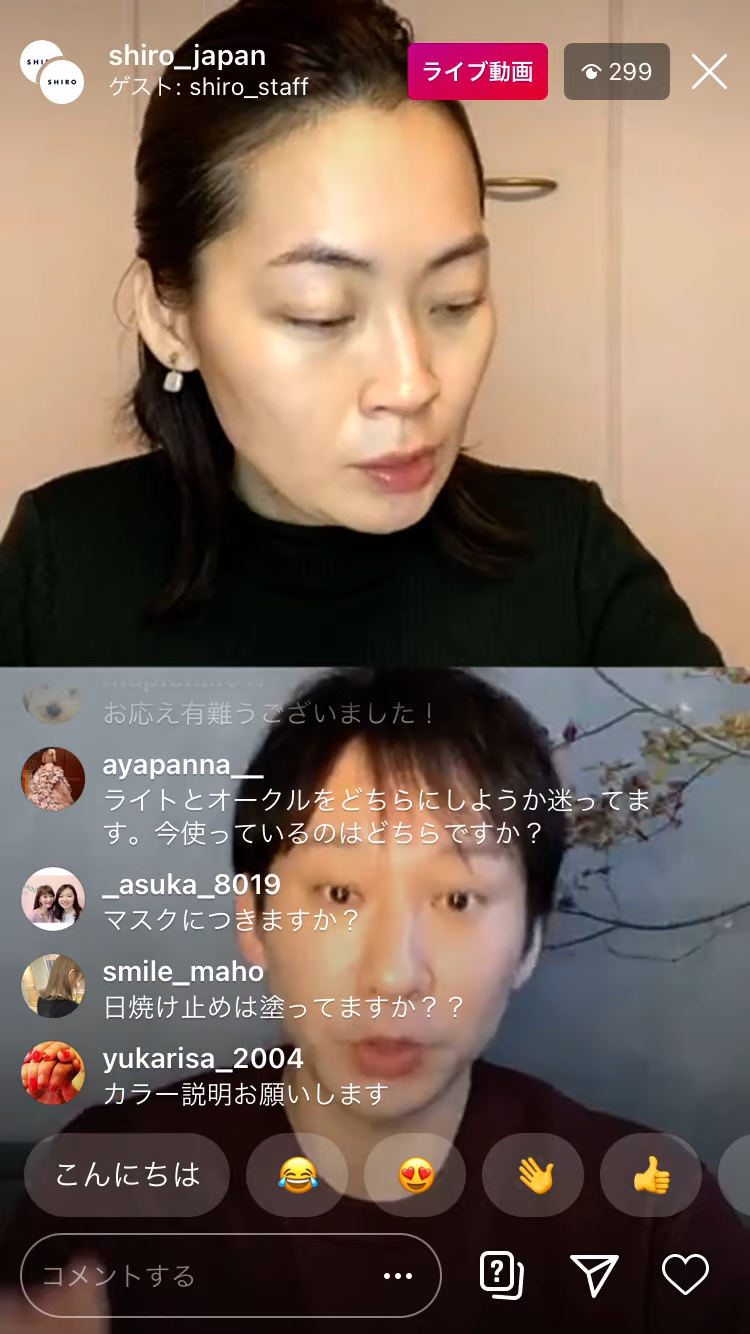 shiro_japan
ゲスト: shiro_staff
ライブ動画
299
SHIRO
お応え有難うございました！
ayapanna__
ライトとオークルをどちらにしようか迷ってま
す。今使っているのはどちらですか？
_asuka_8019
マスクにつきますか？
smile_maho
日焼け止めは塗ってますか？？
yukarisa_2004
カラー説明お願いします
こんにちは
コメントする